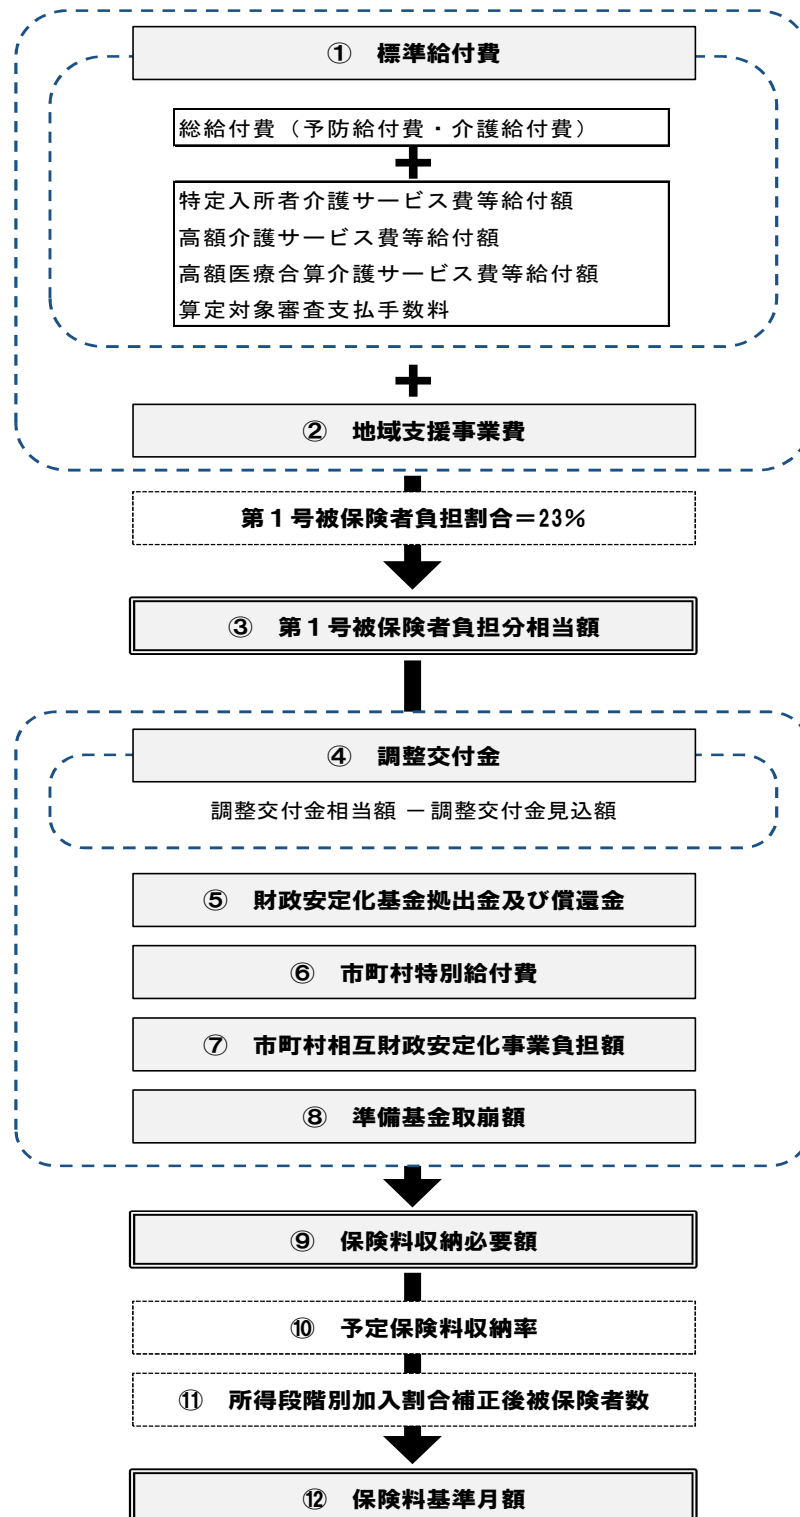 ① 標準給付費
総給付費（予防給付費・介護給付費）
＋
特定入所者介護サービス費等給付額
高額介護サービス費等給付額
高額医療合算介護サービス費等給付額
算定対象審査支払手数料
＋
② 地域支援事業費
第１号被保険者負担割合＝23％
③ 第１号被保険者負担分相当額
④ 調整交付金
調整交付金相当額 － 調整交付金見込額
⑤ 財政安定化基金拠出金及び償還金
⑥ 市町村特別給付費
⑦ 市町村相互財政安定化事業負担額
⑧ 準備基金取崩額
⑨ 保険料収納必要額
⑩ 予定保険料収納率
⑪ 所得段階別加入割合補正後被保険者数
⑫ 保険料基準月額